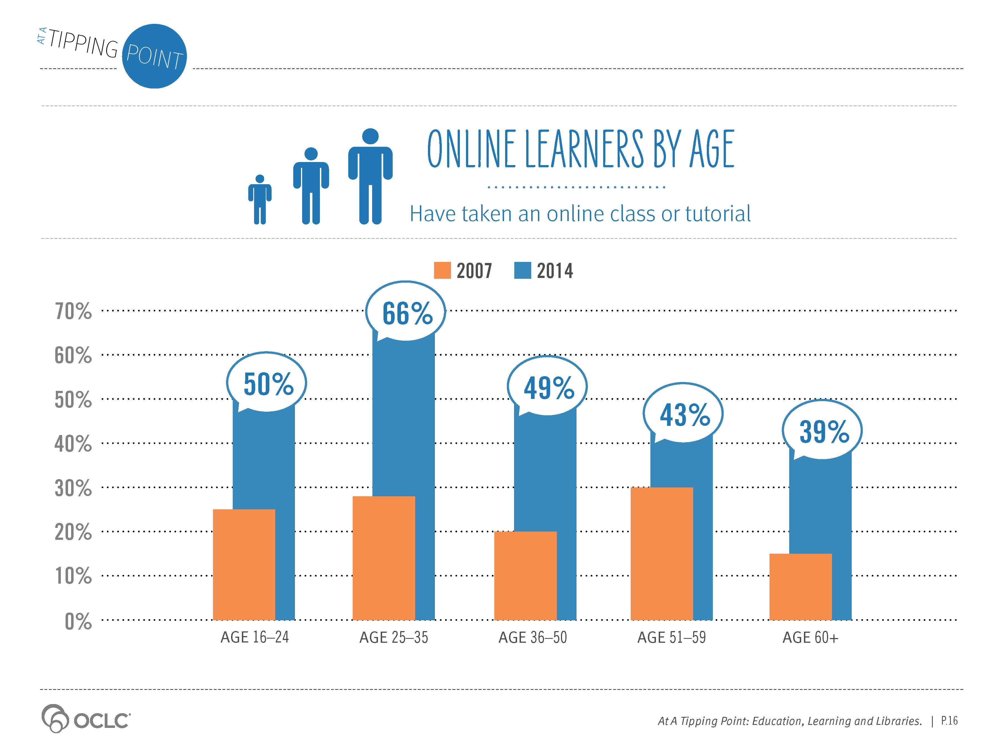 AT A TIPPING POINT
ONLINE LEARNERS BY AGE
Have taken an online class or tutorial
2007 2014
70%
60%
50%
40%
30%
20%
10%
0%
66%
50%
49%
43%
39%
AGE 16–24 AGE 25–35 AGE 36–50 AGE 51–59 AGE 60+
OCLC
At A Tipping Point: Education, Learning and Libraries. | P.16